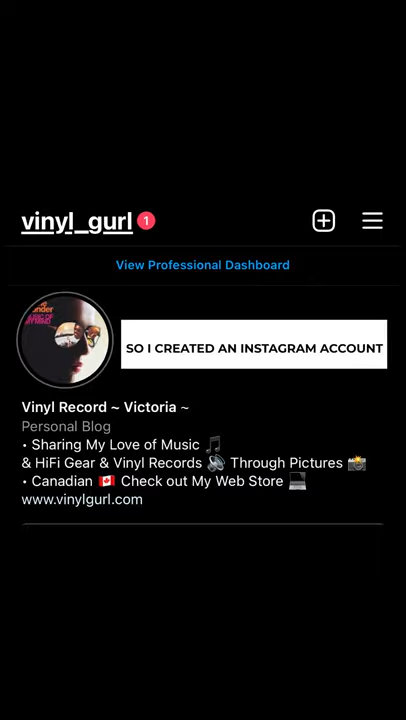 vinyl_gurl 1
View Professional Dashboard
SO I CREATED AN INSTAGRAM ACCOUNT
Vinyl Record ~ Victoria ~
Personal Blog
• Sharing My Love of Music 🎵
& HiFi Gear & Vinyl Records 🔊 Through Pictures 📸
• Canadian 🇨🇦 Check out My Web Store 💻
www.vinylgurl.com